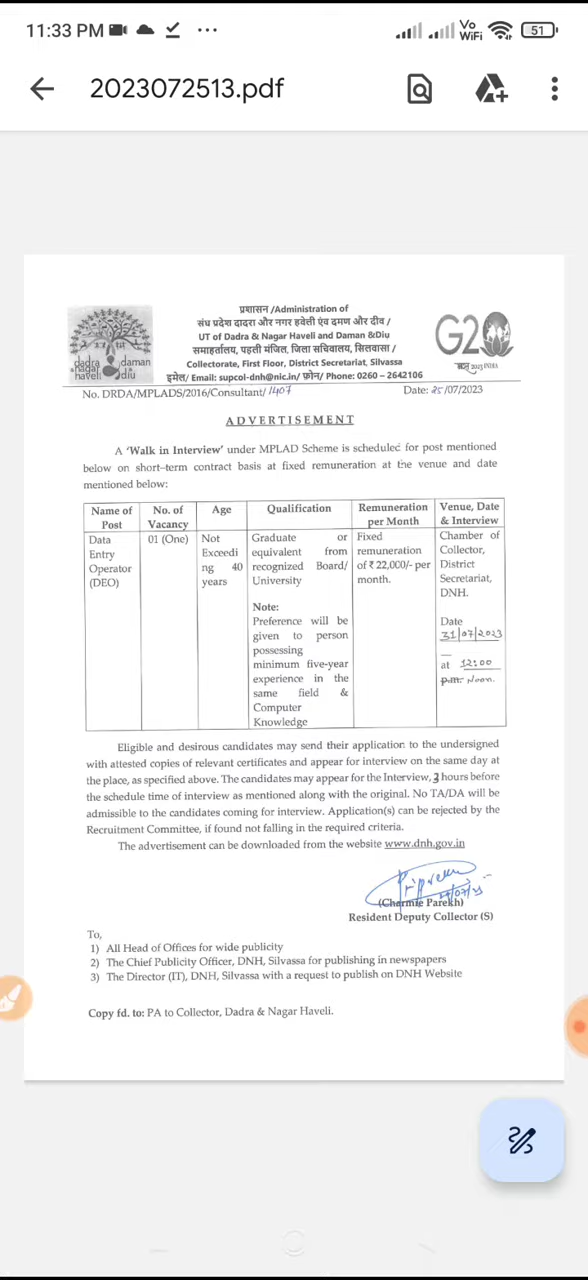 11:33 PM
Vo
WiFi
51
2023072513.pdf
प्रशासन /Administration of
संघ प्रदेश दादरा और नगर हवेली एंव दमण और दीव /
UT of Dadra & Nagar Haveli and Daman &Diu
समाहर्तालय, पहली मंजिल, जिला सचिवालय, सिलवासा /
Collectorate, First Floor, District Secretariat, Silvassa
इमेल/ Email: supcol-dnh@nic.in/ फ़ोन/ Phone: 0260 – 2642106
dadra
& nagar
haveli
daman
diu
G20
2023 INDIA
No. DRDA/MPLADS/2016/Consultant/1407
Date: 25/07/2023
ADVERTISEMENT
A 'Walk in Interview' under MPLAD Scheme is scheduled for post mentioned
below on short–term contract basis at fixed remuneration at the venue and date
mentioned below:
Name of Post
No. of Vacancy
Age
Qualification
Remuneration per Month
Venue, Date & Interview
Data
Entry
Operator
(DEO)
01 (One)
Not
Exceedi
ng 40
years
Graduate or
equivalent from
recognized Board/
University
Note:
Preference will be
given to person
possessing
minimum five-year
experience in the
same field &
Computer
Knowledge
Fixed
remuneration
of ₹ 22,000/- per
month.
Chamber of
Collector,
District
Secretariat,
DNH.
Date
31/07/2023
at 12:00
p.m. Noon.
Eligible and desirous candidates may send their application to the undersigned
with attested copies of relevant certificates and appear for interview on the same day at
the place, as specified above. The candidates may appear for the Interview, 3 hours before
the schedule time of interview as mentioned along with the original. No TA/DA will be
admissible to the candidates coming for interview. Application(s) can be rejected by the
Recruitment Committee, if found not falling in the required criteria.
The advertisement can be downloaded from the website www.dnh.gov.in
(Charmie Parekh)
Resident Deputy Collector (S)
To,
1) All Head of Offices for wide publicity
2) The Chief Publicity Officer, DNH, Silvassa for publishing in newspapers
3) The Director (IT), DNH, Silvassa with a request to publish on DNH Website
Copy fd. to: PA to Collector, Dadra & Nagar Haveli.